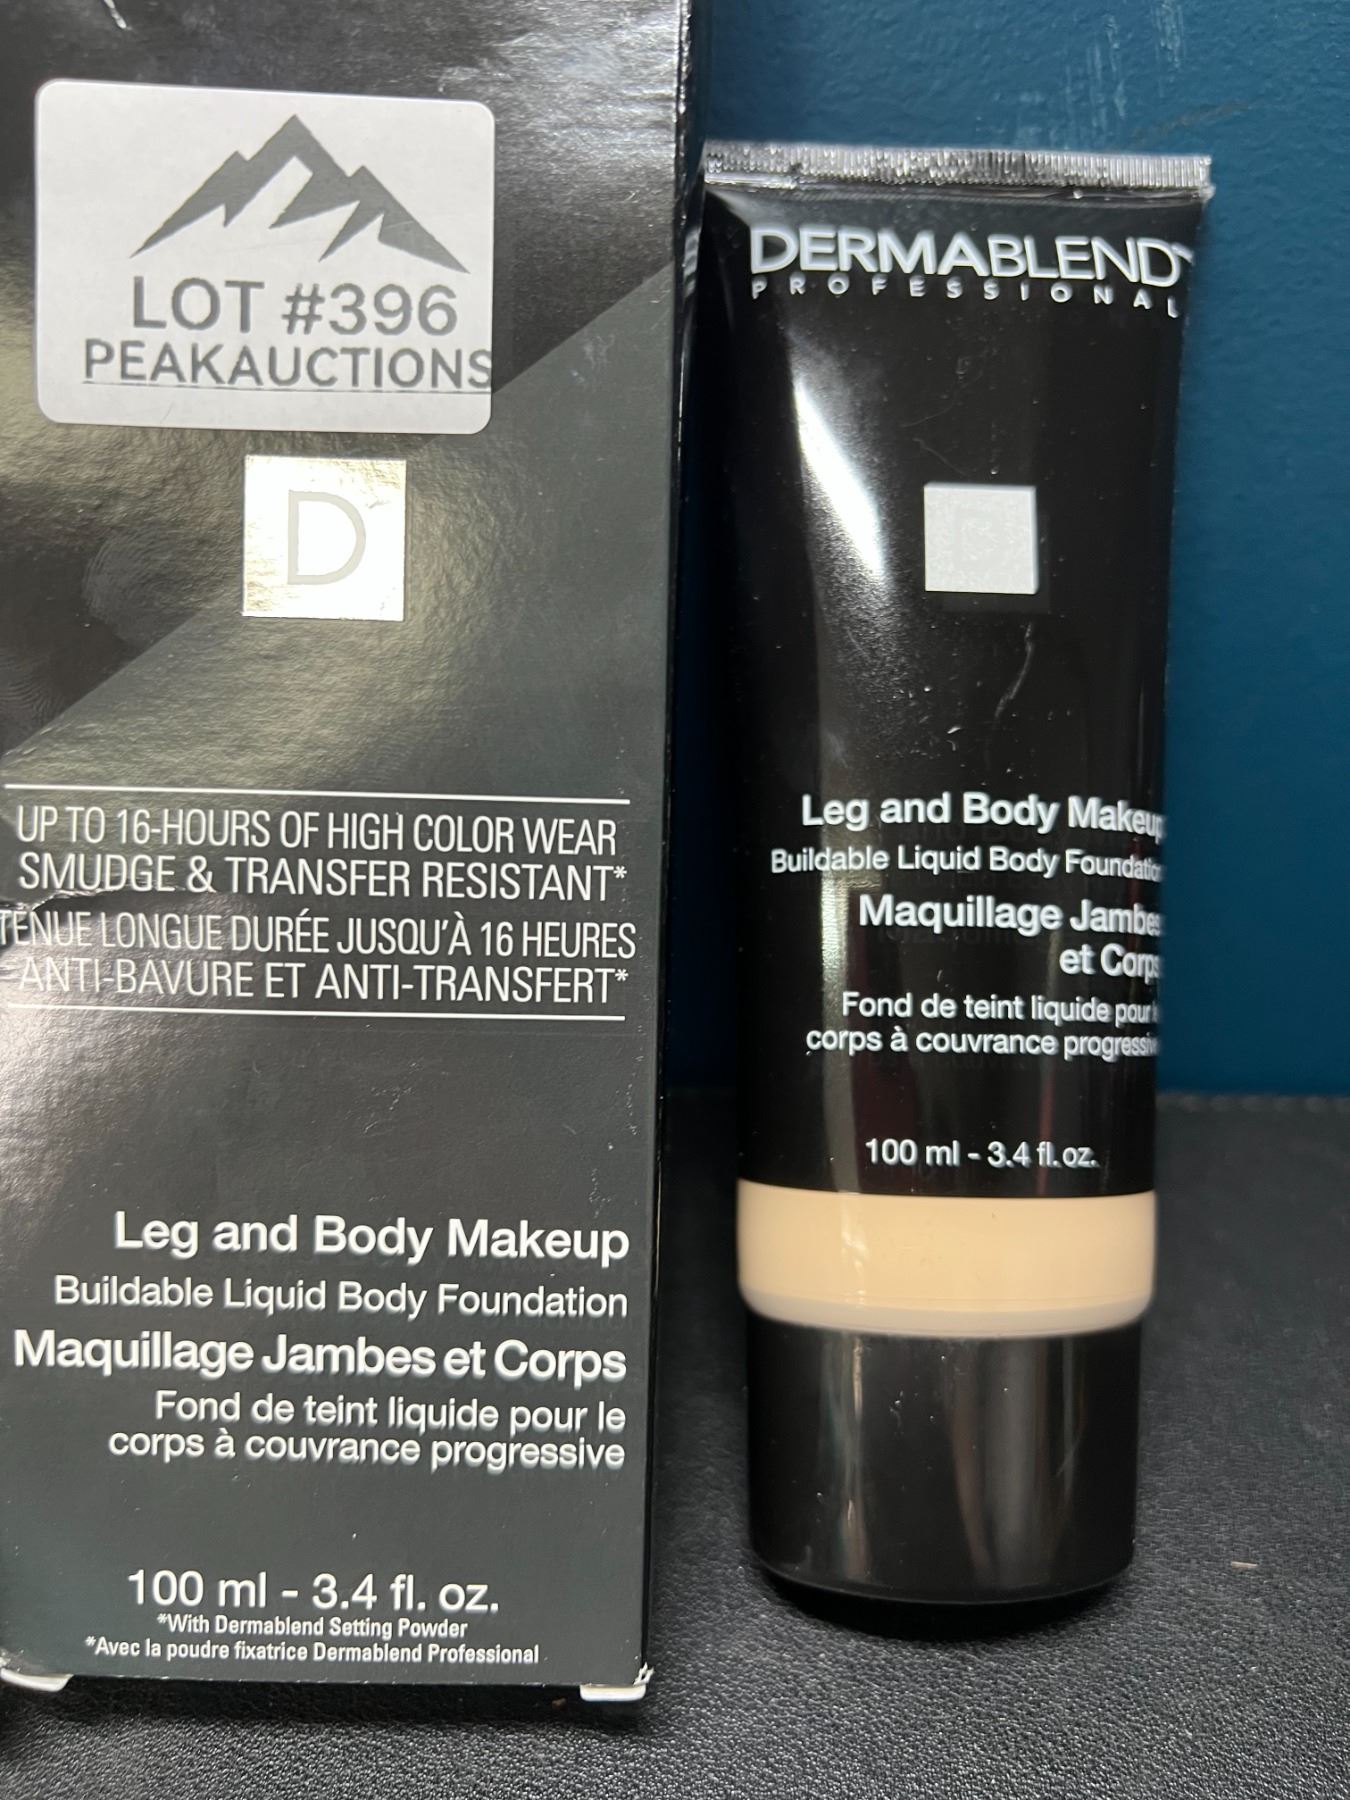 LOT #396
PEAKAUCTIONS
D
UP TO 16-HOURS OF HIGH COLOR WEAR
SMUDGE & TRANSFER RESISTANT*
TENUE LONGUE DURÉE JUSQU'À 16 HEURES
ANTI-BAVURE ET ANTI-TRANSFERT*
Leg and Body Makeup
Buildable Liquid Body Foundation
Maquillage Jambes et Corps
Fond de teint liquide pour le
corps à couvrance progressive
100 ml - 3.4 fl. oz.
*With Dermablend Setting Powder
*Avec la poudre fixatrice Dermablend Professional
DERMABLEND
PROFESSIONAL
Leg and Body Makeup
Buildable Liquid Body Foundation
Maquillage Jambes
et Corps
Fond de teint liquide pour le
corps à couvrance progressive
100 ml - 3.4 fl. oz.